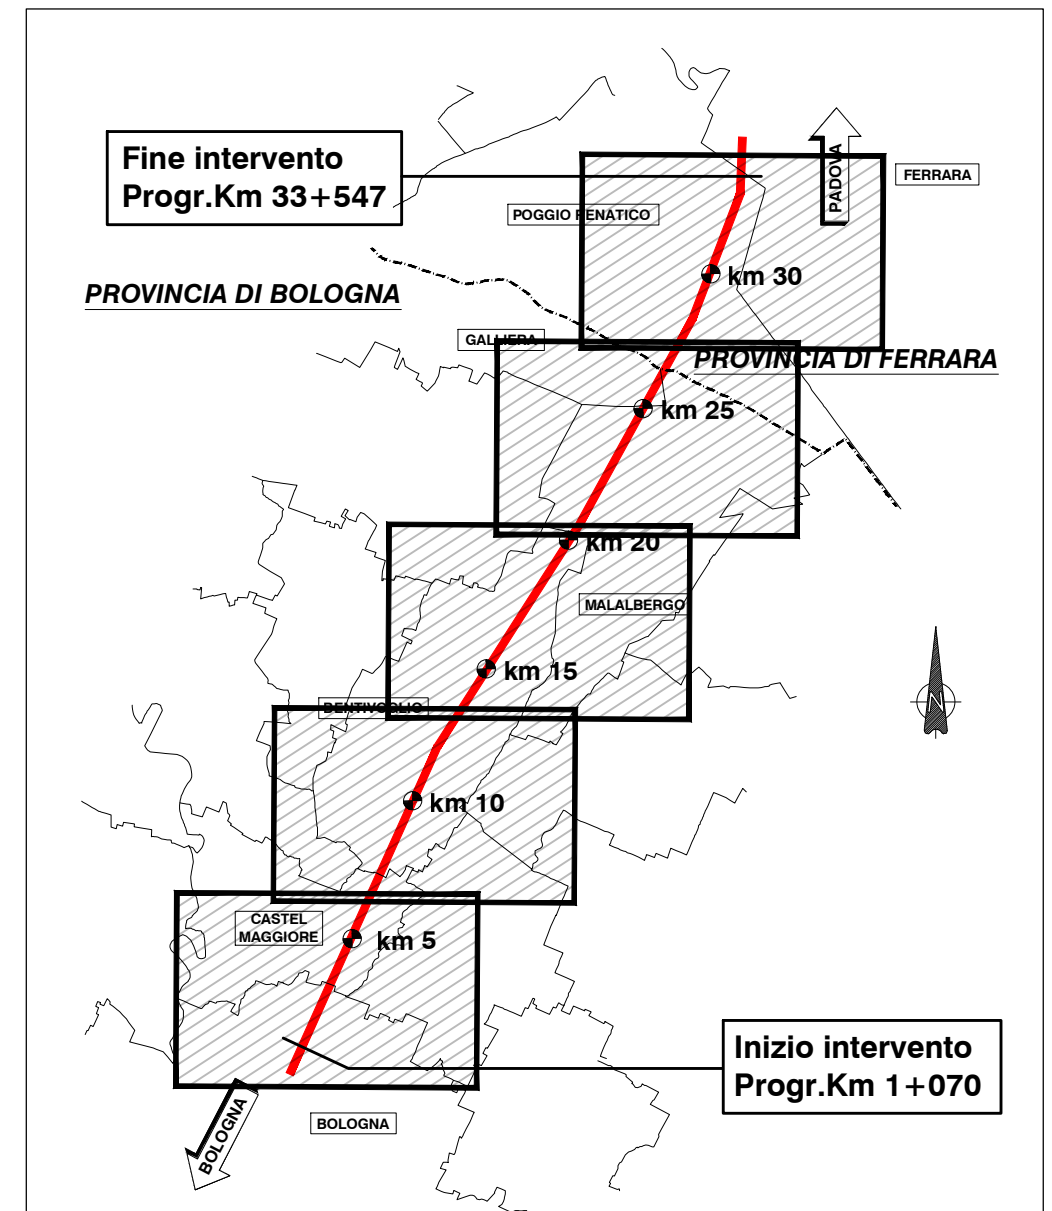 PADOVA
Fine intervento
Progr.Km 33+547
FERRARA
POGGIO RENATICO
km 30
PROVINCIA DI BOLOGNA
GALLIERA
PROVINCIA DI FERRARA
km 25
km 20
MALALBERGO
km 15
N
BENTIVOGLIO
km 10
CASTEL
MAGGIORE
km 5
Inizio intervento
Progr.Km 1+070
BOLOGNA
BOLOGNA